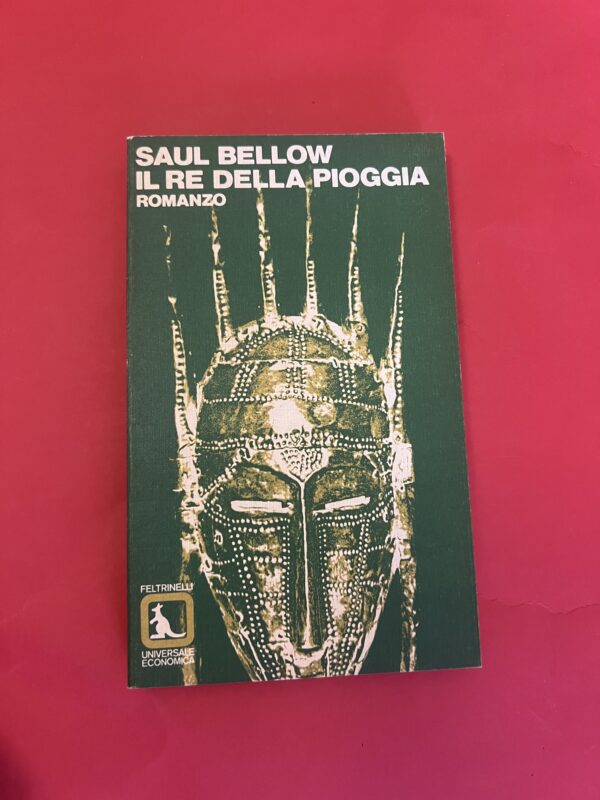 SAUL BELLOW
IL RE DELLA PIOGGIA
ROMANZO
FELTRINELLI
UNIVERSALE
ECONOMICA